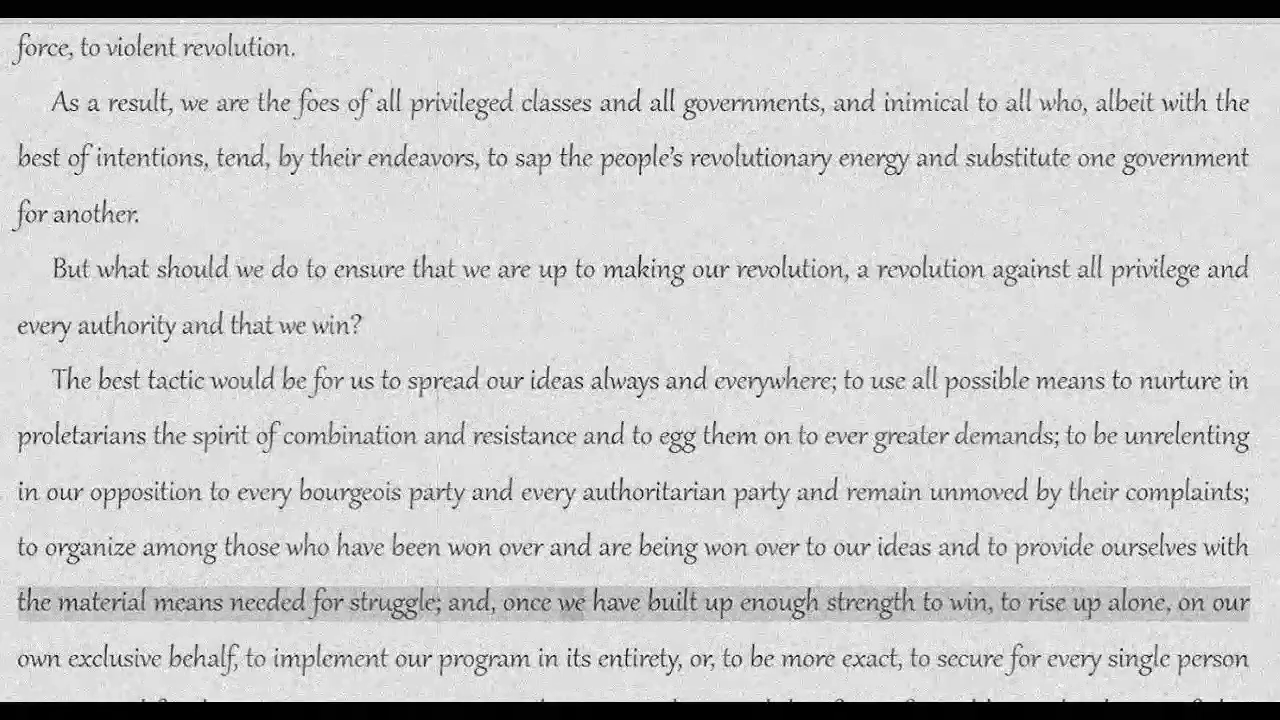 force, to violent revolution.
As a result, we are the foes of all privileged classes and all governments, and inimical to all who, albeit with the
best of intentions, tend, by their endeavors, to sap the people's revolutionary energy and substitute one government
for another.
But what should we do to ensure that we are up to making our revolution, a revolution against all privilege and
every authority and that we win?
The best tactic would be for us to spread our ideas always and everywhere; to use all possible means to nurture in
proletarians the spirit of combination and resistance and to egg them on to ever greater demands; to be unrelenting
in our opposition to every bourgeois party and every authoritarian party and remain unmoved by their complaints;
to organize among those who have been won over and are being won over to our ideas and to provide ourselves with
the material means needed for struggle; and, once we have built up enough strength to win, to rise up alone, on our
own exclusive behalf, to implement our program in its entirety, or, to be more exact, to secure for every single person